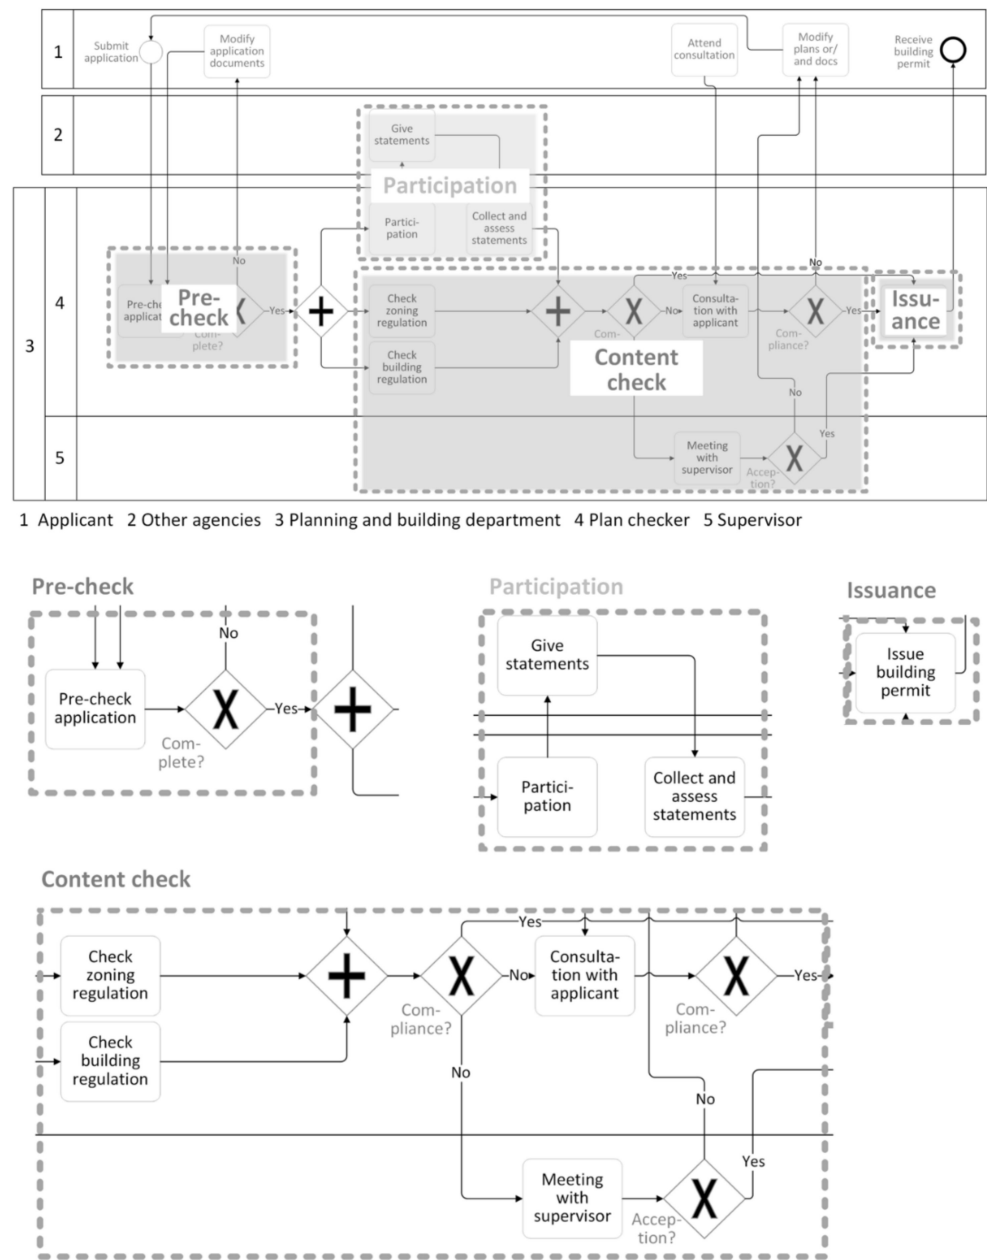 1
Submit
application
Modify
application
documents
Attend
consultation
Modify
plans or/
and docs
Receive
building
permit
2
Give
statements
Participation
Partici-
pation
Collect and
assess
statements
3
4
No
Pre-che
applicat
Pre-
check
X
Com-
plete?
Yes
Check
zoning
regulation
Check
building
regulation
Yes
X
Com-
No
Consulta-
tion with
applicant
No
X
Com-
pliance?
Yes
Issu-
ance
Content
check
No
Yes
5
Meeting
with
supervisor
X
Accep-
tion?
1 Applicant 2 Other agencies 3 Planning and building department 4 Plan checker 5 Supervisor
Pre-check
No
Pre-check
application
X
Yes
Com-
plete?
Participation
Give
statements
Partici-
pation
Collect and
assess
statements
Issuance
Issue
building
permit
Content check
Check
zoning
regulation
Check
building
regulation
Yes
X
No
Com-
pliance?
Consulta-
tion with
applicant
X
Yes
Com-
pliance?
No
No
Yes
Meeting
with
supervisor
X
Accep-
tion?